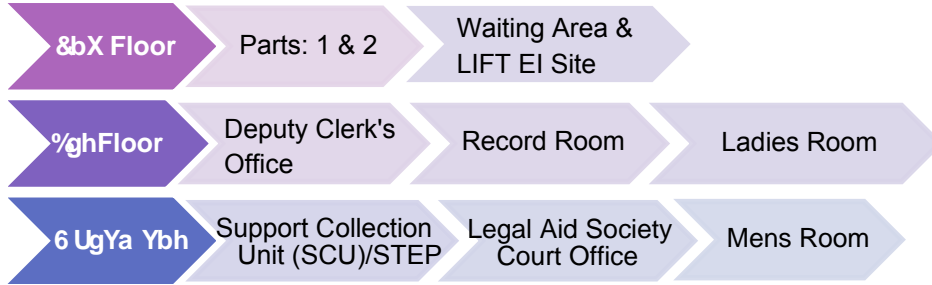 &bX Floor
Parts: 1 & 2
Waiting Area &
LIFT EI Site
%ghFloor
Deputy Clerk's
Office
Record Room
Ladies Room
6 UgYa Ybh
Support Collection
Unit (SCU)/STEP
Legal Aid Society
Court Office
Mens Room